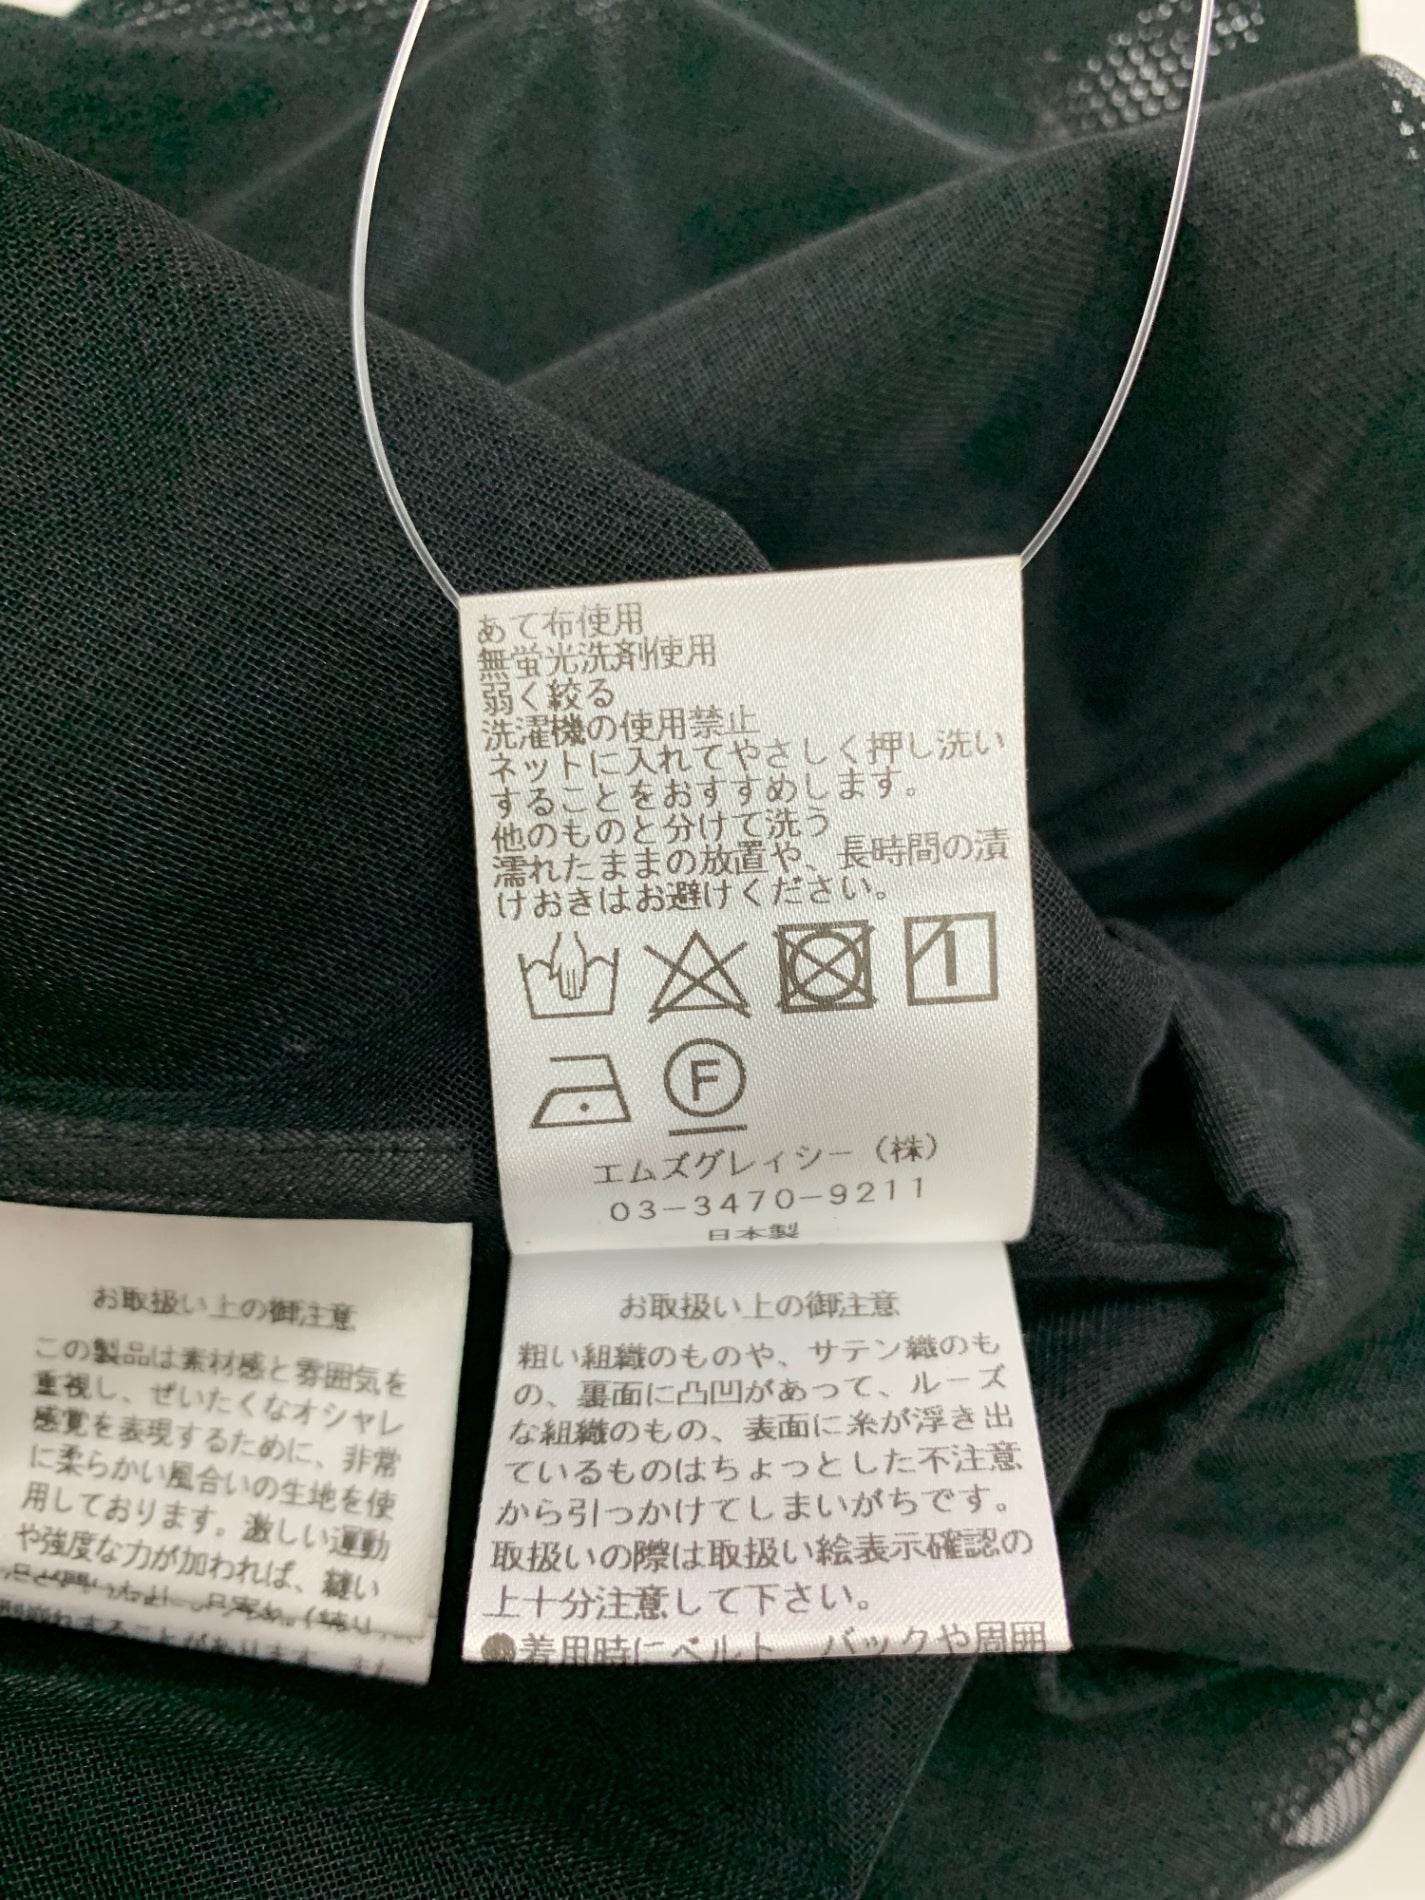 あて布使用
無蛍光洗剤使用
弱く絞る
洗濯機の使用禁止
ネットに入れてやさしく押し洗い
することをおすすめします。
他のものと分けて洗う
濡れたままの放置や、長時間の漬
けおきはお避けください。
F
エムズグレィシー(株)
03-3470-9211
日本製
お取扱い上の御注意
粗い組織のものや、サテン織のも
の、裏面に凸凹があって、ルーズ
な組織のもの、表面に糸が浮き出
ているものはちょっとした不注意
から引っかけてしまいがちです。
取扱いの際は取扱い絵表示確認の
上十分注意して下さい。
●着用時にベルト、バックや周囲
お取扱い上の御注意
この製品は素材感と雰囲気を
重視し、ぜいたくなオシャレ
感覚を表現するために、非常
に柔らかい風合いの生地を使
用しております。激しい運動
や強度な力が加われば、縫い